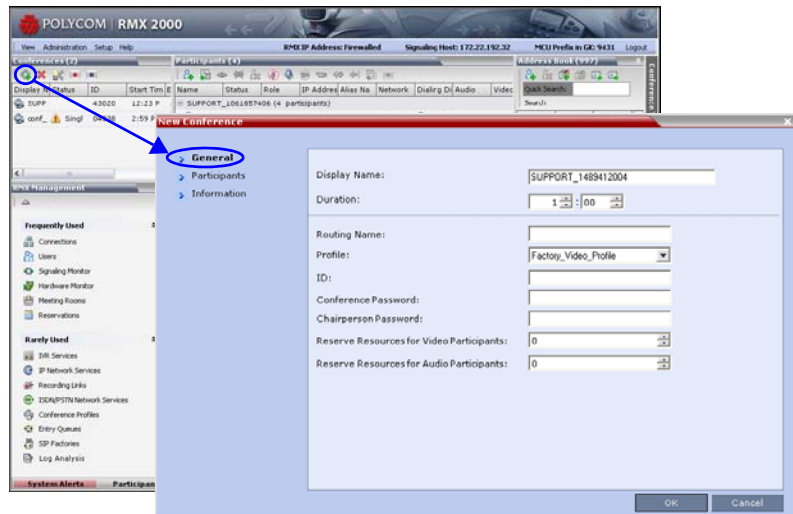 POLYCOM | RMX 2000
View Administration Setup Help RMX IP Address: Firewalled Signaling Host: 172.22.192.32 MCU Prefix in GK: 9431 Logout
Conferences (2) Participants (4) Address Book (997)
Display N Status ID Start Tim E Name Status Role IP Addres Alias Na Network Dialing Di Audio Video
Quick Search:
SUPP 43020 12:23 P SUPPORT_1061857406 (4 participants)
conf_ Singl 2:59 P
Conference
New Conference
General
Participants
Information
Display Name: SUPPORT_1489412004
Duration: 1 : 00
Routing Name:
Profile: Factory_Video_Profile
ID:
Conference Password:
Chairperson Password:
Reserve Resources for Video Participants: 0
Reserve Resources for Audio Participants: 0
OK Cancel
RMX Management
Frequently Used
Connections
Users
Signaling Monitor
Hardware Monitor
Meeting Rooms
Reservations
Rarely Used
IVR Services
IP Network Services
Recording Links
ISDN/PSTN Network Services
Conference Profiles
Entry Queues
SIP Factories
Log Analysis
System Alerts Participan